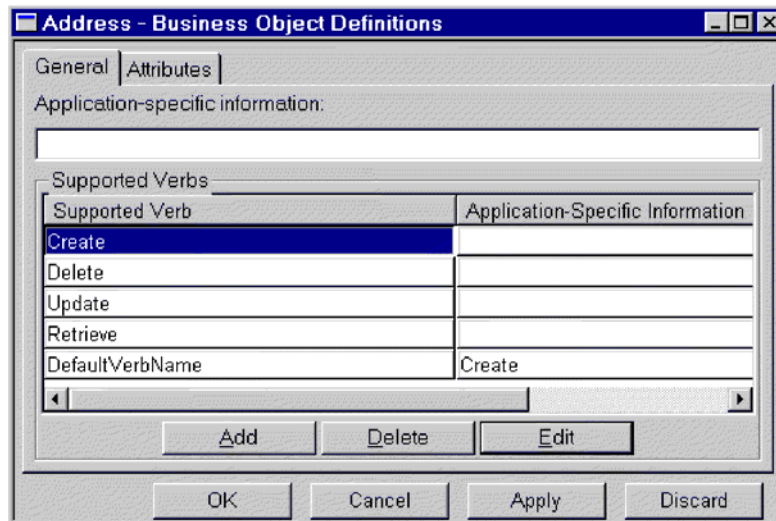 Address - Business Object Definitions
General Attributes
Application-specific information:
Supported Verbs
Supported Verb Application-Specific Information
Create
Delete
Update
Retrieve
DefaultVerbName Create
Add Delete Edit
OK Cancel Apply Discard